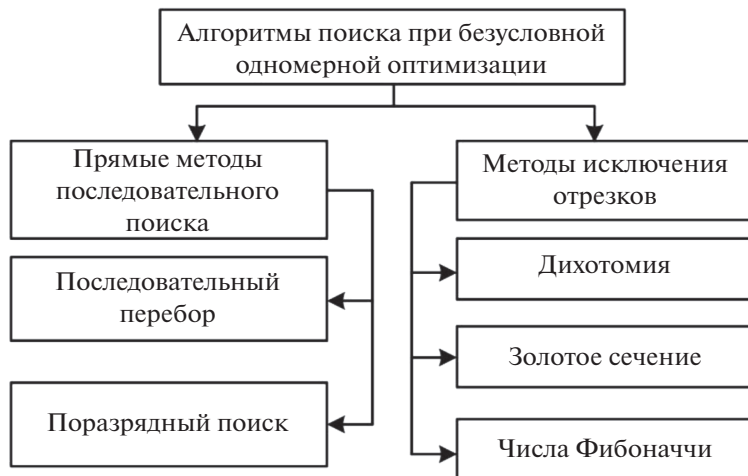 Алгоритмы поиска при безусловной
одномерной оптимизации
Прямые методы
последовательного
поиска
Методы исключения
отрезков
Последовательный
перебор
Дихотомия
Золотое сечение
Поразрядный поиск
Числа Фибоначчи